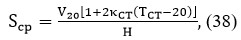 S_cp = V_20⌊1+2κ_CT(T_CT−20)⌋ / H, (38)